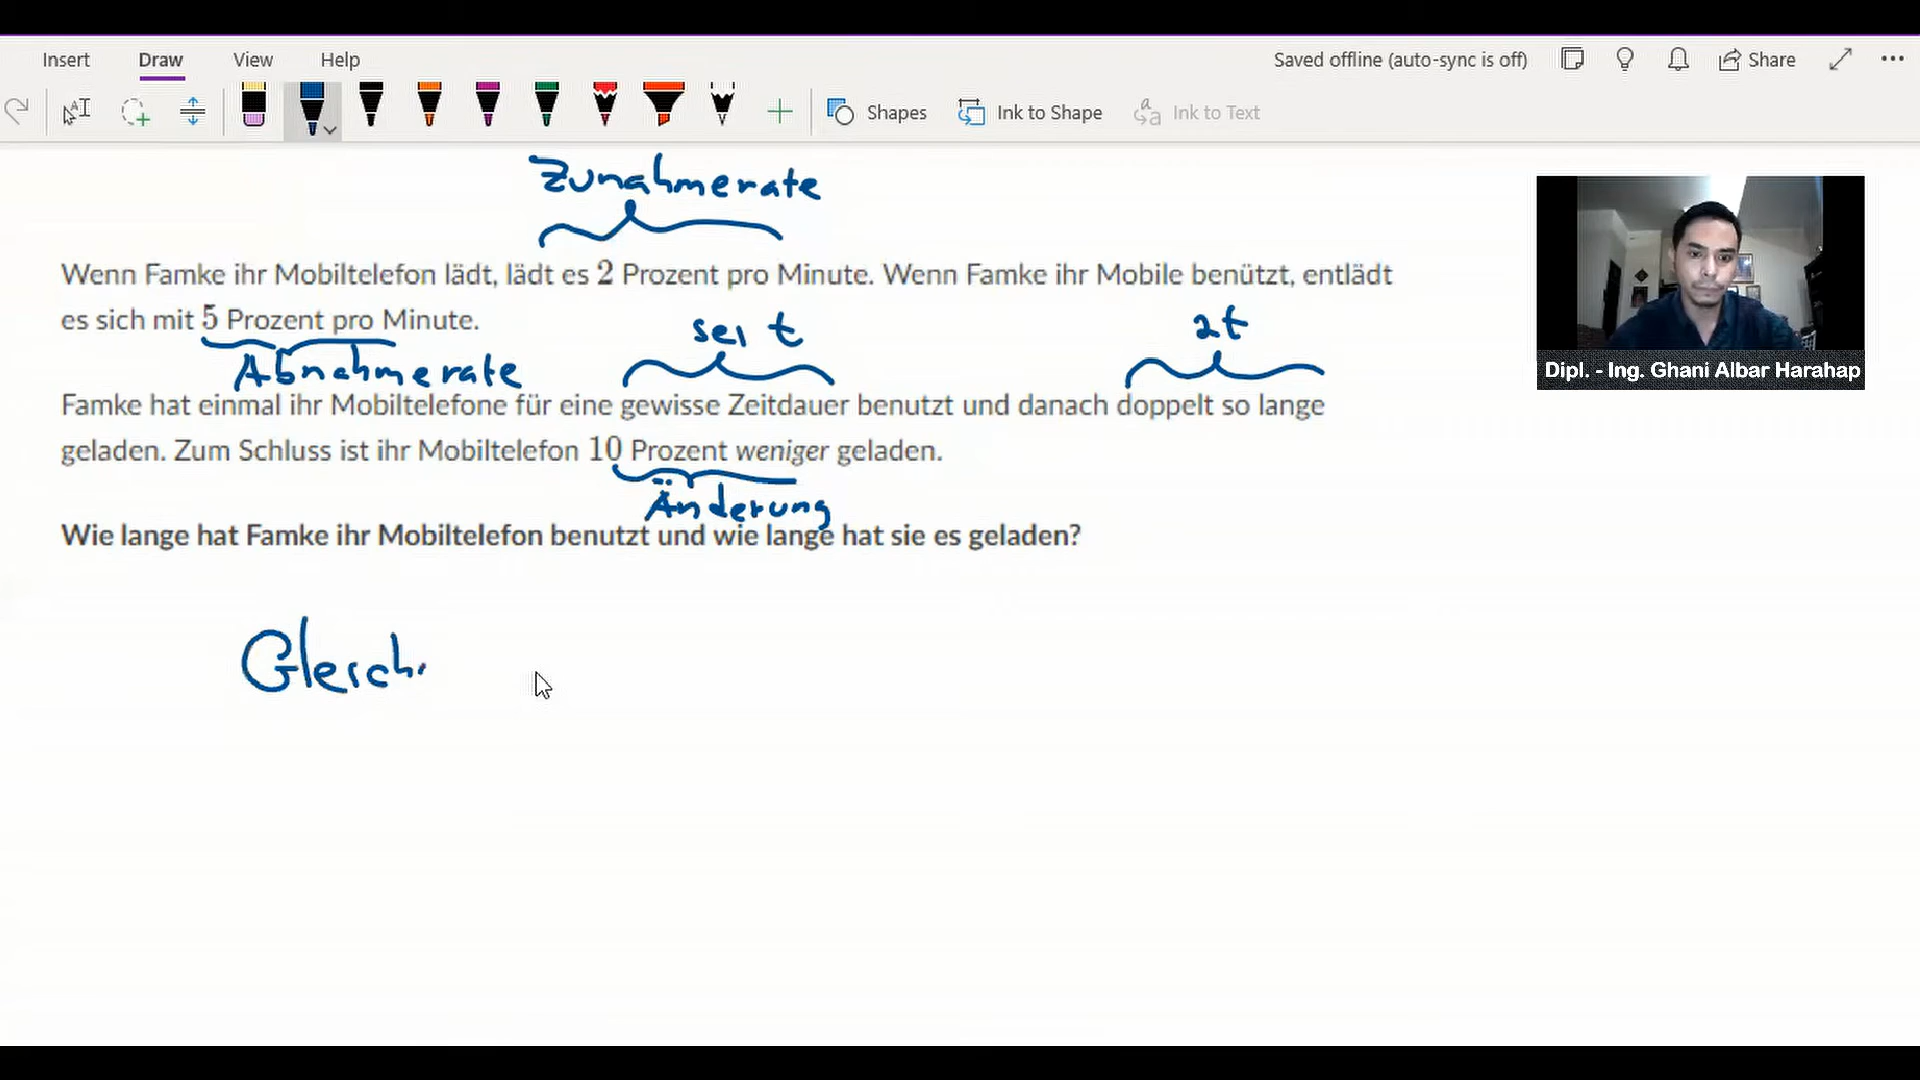 Insert Draw View Help Saved offline (auto-sync is off) Share
Shapes Ink to Shape Ink to Text
Zunahmerate
Wenn Famke ihr Mobiltelefon lädt, lädt es 2 Prozent pro Minute. Wenn Famke ihr Mobile benützt, entlädt
es sich mit 5 Prozent pro Minute.
sei t 2t
Abnahmerate
Famke hat einmal ihr Mobiltelefone für eine gewisse Zeitdauer benutzt und danach doppelt so lange
geladen. Zum Schluss ist ihr Mobiltelefon 10 Prozent weniger geladen.
Änderung
Wie lange hat Famke ihr Mobiltelefon benutzt und wie lange hat sie es geladen?
Gleich
Dipl. - Ing. Ghani Albar Harahap